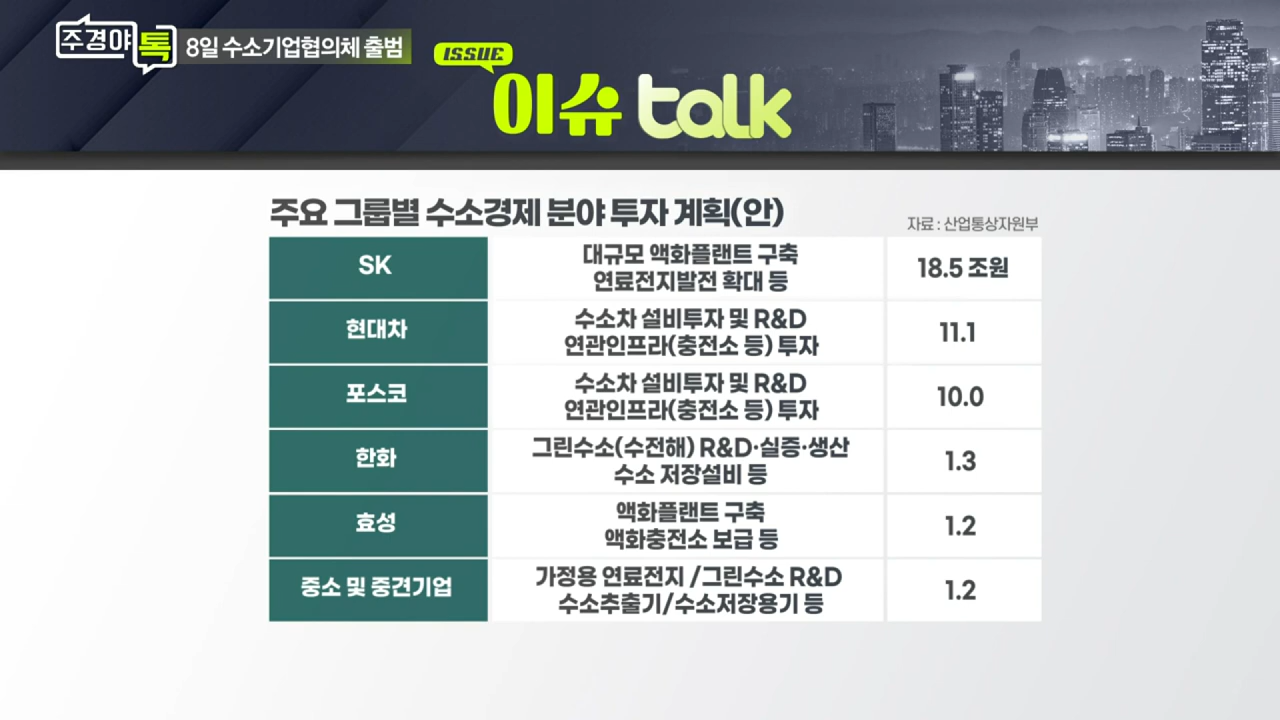 주경야톡
8일 수소기업협의체 출범
ISSUE
이슈 talk
주요 그룹별 수소경제 분야 투자 계획(안)
자료 : 산업통상자원부
SK
대규모 액화플랜트 구축
연료전지발전 확대 등
18.5 조원
현대차
수소차 설비투자 및 R&D
연관인프라(충전소 등) 투자
11.1
포스코
수소차 설비투자 및 R&D
연관인프라(충전소 등) 투자
10.0
한화
그린수소(수전해) R&D·실증·생산
수소 저장설비 등
1.3
효성
액화플랜트 구축
액화충전소 보급 등
1.2
중소 및 중견기업
가정용 연료전지 /그린수소 R&D
수소추출기/수소저장용기 등
1.2